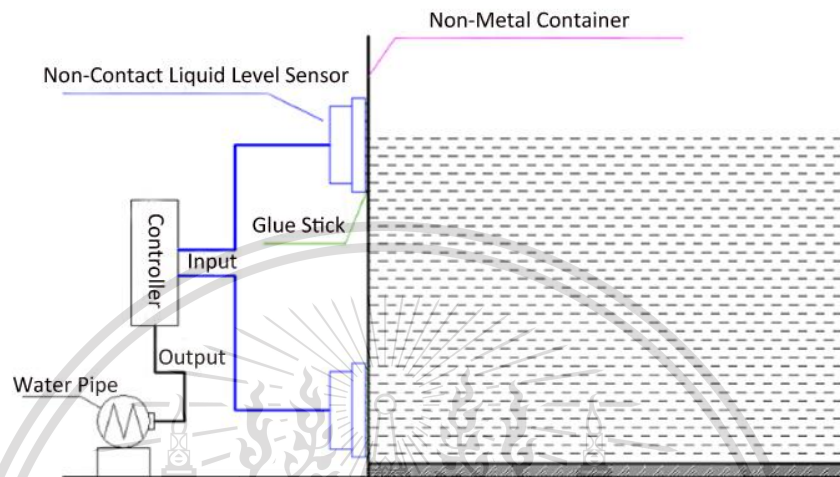 Non-Metal Container
Non-Contact Liquid Level Sensor
Controller
Glue Stick
Input
Output
Water Pipe